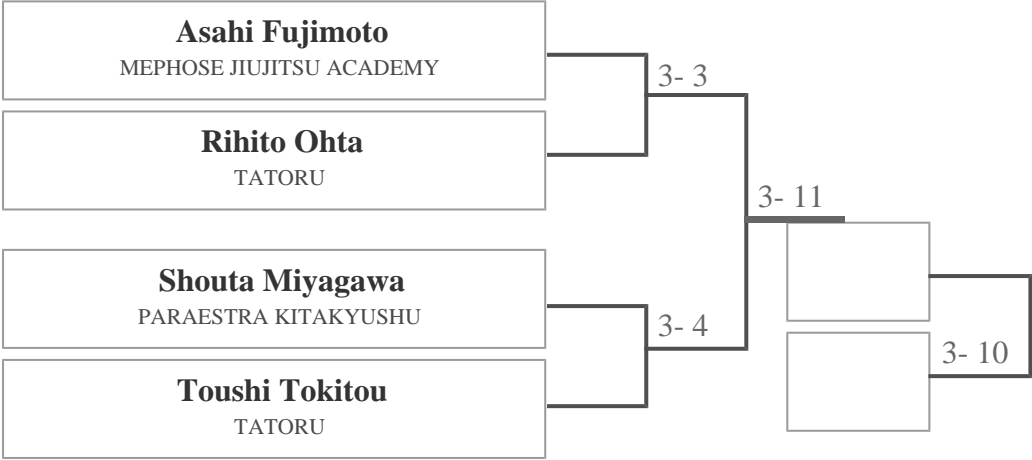 Asahi Fujimoto
MEPHOSE JIUJITSU ACADEMY
3- 3
Rihito Ohta
TATORU
3- 11
Shouta Miyagawa
PARAESTRA KITAKYUSHU
3- 4
3- 10
Toushi Tokitou
TATORU